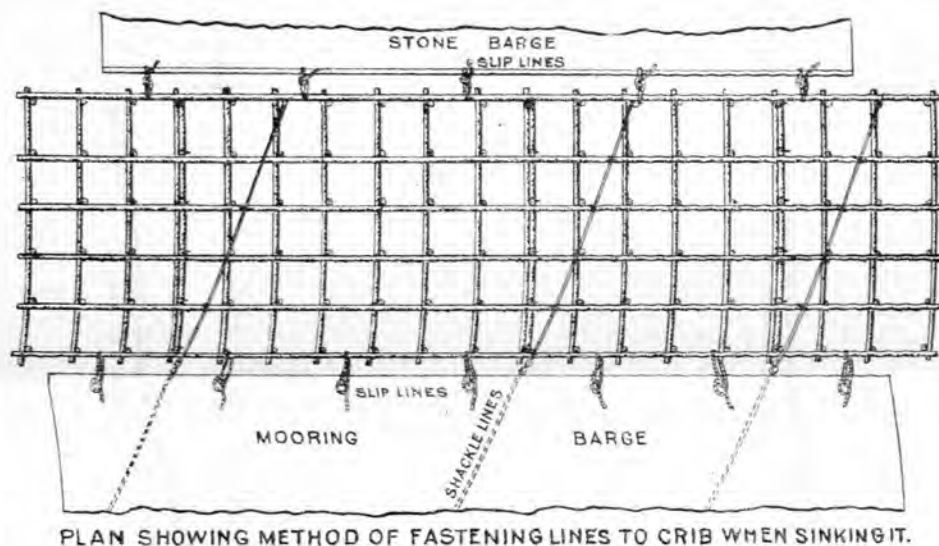 STONE BARGE
SLIP LINES
SLIP LINES
MOORING
SHACKLE LINES
BARGE
PLAN SHOWING METHOD OF FASTENING LINES TO CRIB WHEN SINKING IT.